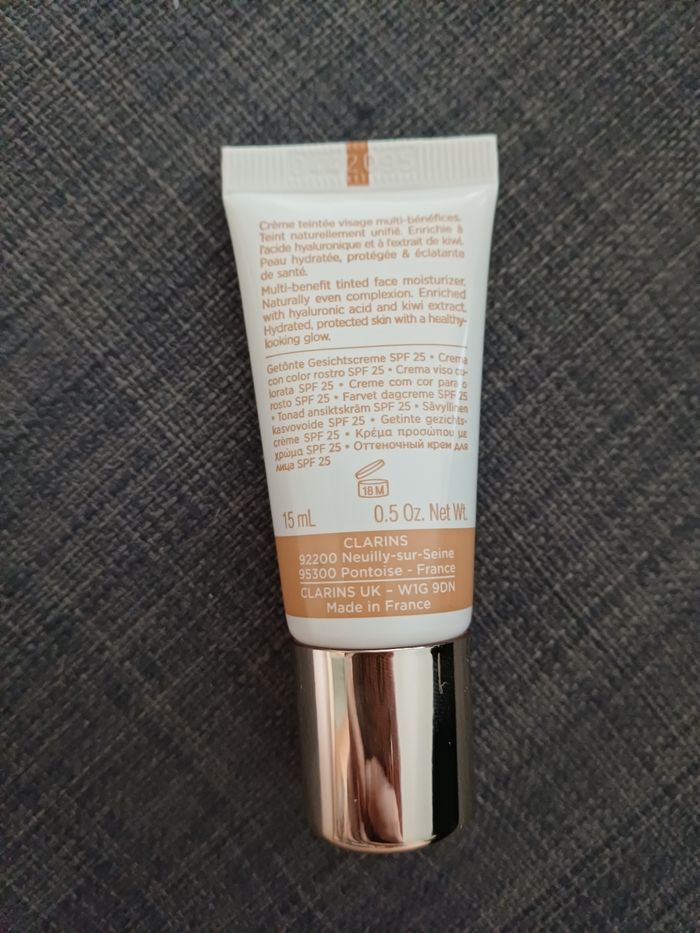 Crème teintée visage multi-bénéfices.
Teint naturellement unifié. Enrichie à
l'acide hyaluronique et à l'extrait de kiwi.
Peau hydratée, protégée & éclatante
de santé.
Multi-benefit tinted face moisturizer.
Naturally even complexion. Enriched
with hyaluronic acid and kiwi extract.
Hydrated, protected skin with a healthy-
looking glow.
Getönte Gesichtscreme SPF 25 • Crema
con color rostro SPF 25 • Crema viso co-
lorata SPF 25 • Creme com cor para o
rosto SPF 25 • Farvet dagcreme SPF 25
• Tonad ansiktskräm SPF 25 • Sävyllinen
kasvovoide SPF 25 • Getinte gezichts-
crème SPF 25 • Κρέμα προσώπου με
χρώμα SPF 25 • Оттеночный крем для
лица SPF 25
18 M
15 mL 0.5 Oz. Net Wt.
CLARINS
92200 Neuilly-sur-Seine
95300 Pontoise - France
CLARINS UK - W1G 9DN
Made in France